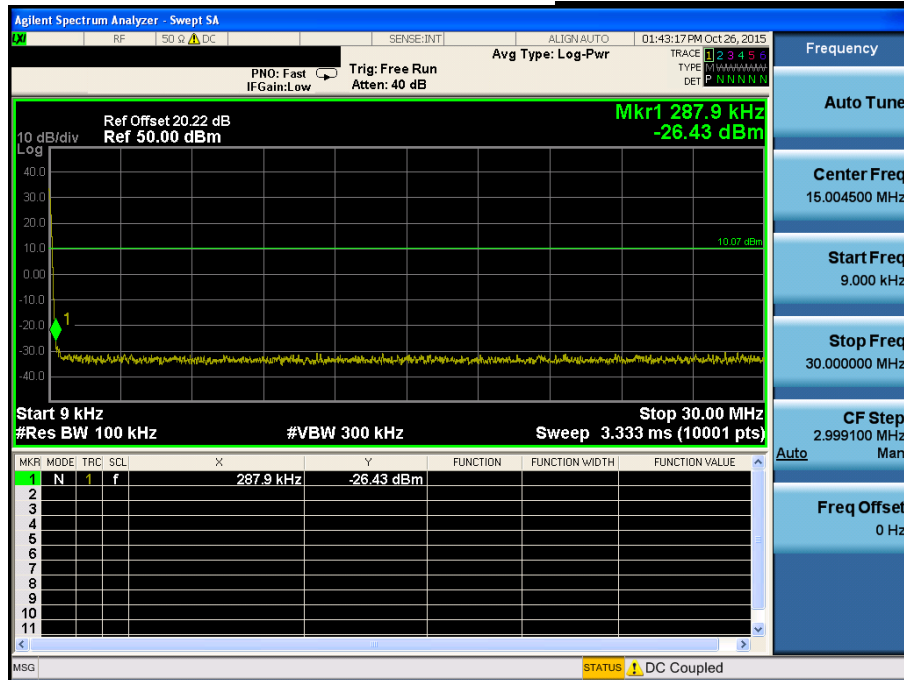 Agilent Spectrum Analyzer - Swept SA
LXI RF 50 Ω DC SENSE:INT ALIGN AUTO 01:43:17 PM Oct 26, 2015
PNO: Fast
IFGain:Low
Trig: Free Run
Atten: 40 dB
Avg Type: Log-Pwr
TRACE 1 2 3 4 5 6
TYPE M W W W W W
DET P N N N N N
Mkr1 287.9 kHz
-26.43 dBm
Ref Offset 20.22 dB
10 dB/div Ref 50.00 dBm
Log
40.0
30.0
20.0
10.0
10.07 dBm
0.00
-10.0
-20.0
1
-30.0
-40.0
Start 9 kHz Stop 30.00 MHz
#Res BW 100 kHz #VBW 300 kHz Sweep 3.333 ms (10001 pts)
MKR MODE TRC SCL X Y FUNCTION FUNCTION WIDTH FUNCTION VALUE
1 N 1 f 287.9 kHz -26.43 dBm
2
3
4
5
6
7
8
9
10
11
MSG STATUS DC Coupled
Frequency
Auto Tune
Center Freq
15.004500 MHz
Start Freq
9.000 kHz
Stop Freq
30.000000 MHz
CF Step
2.999100 MHz
Auto Man
Freq Offset
0 Hz